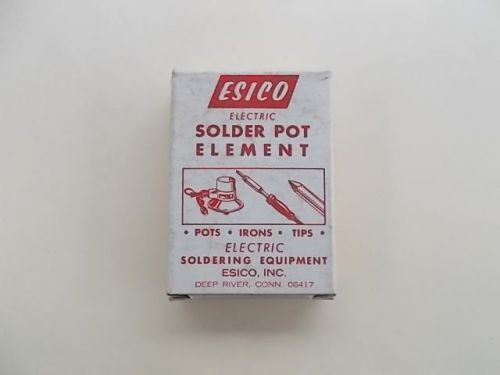 ESICO
ELECTRIC
SOLDER POT
ELEMENT
• POTS • IRONS • TIPS •
ELECTRIC
SOLDERING EQUIPMENT
ESICO, INC.
DEEP RIVER, CONN. 06417